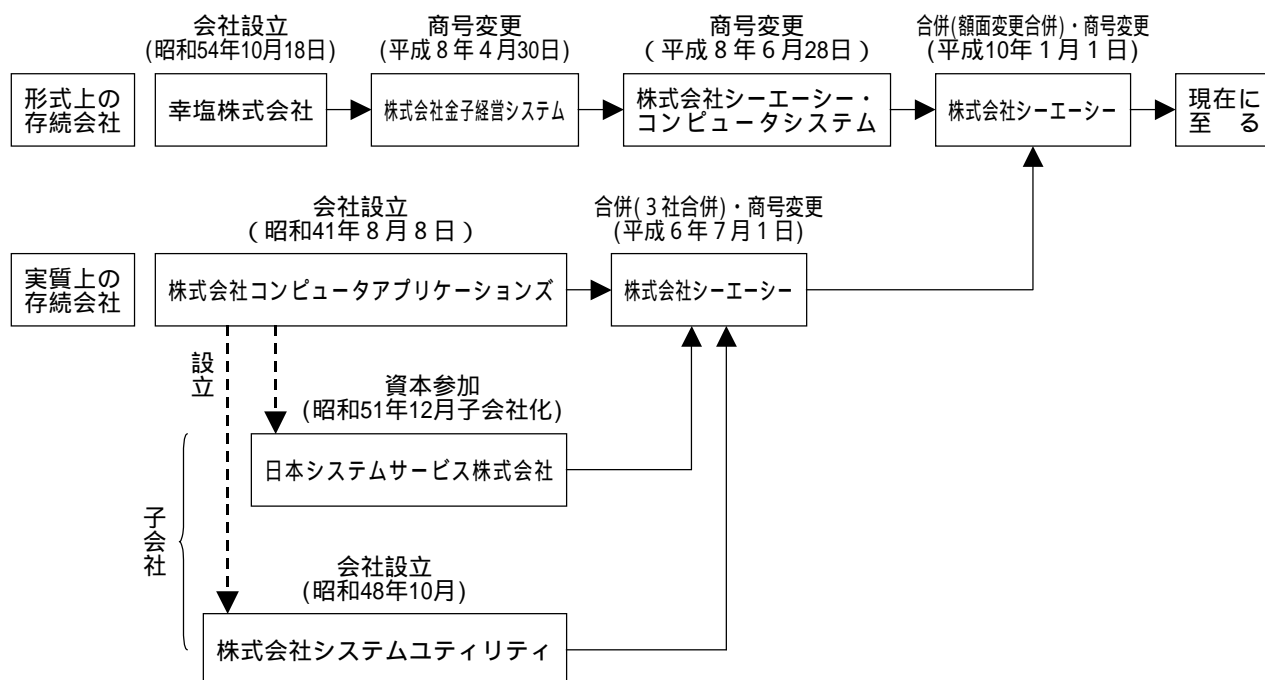 会社設立
(昭和54年10月18日)
商号変更
(平成8年4月30日)
商号変更
(平成8年6月28日)
合併(額面変更合併)・商号変更
(平成10年1月1日)
形式上の
存続会社
幸塩株式会社
株式会社金子経営システム
株式会社シーエーシー・
コンピュータシステム
株式会社シーエーシー
現在に
至る
会社設立
(昭和41年8月8日)
合併(3社合併)・商号変更
(平成6年7月1日)
実質上の
存続会社
株式会社コンピュータアプリケーションズ
株式会社シーエーシー
設立
資本参加
(昭和51年12月子会社化)
日本システムサービス株式会社
子会社
会社設立
(昭和48年10月)
株式会社システムユティリティ